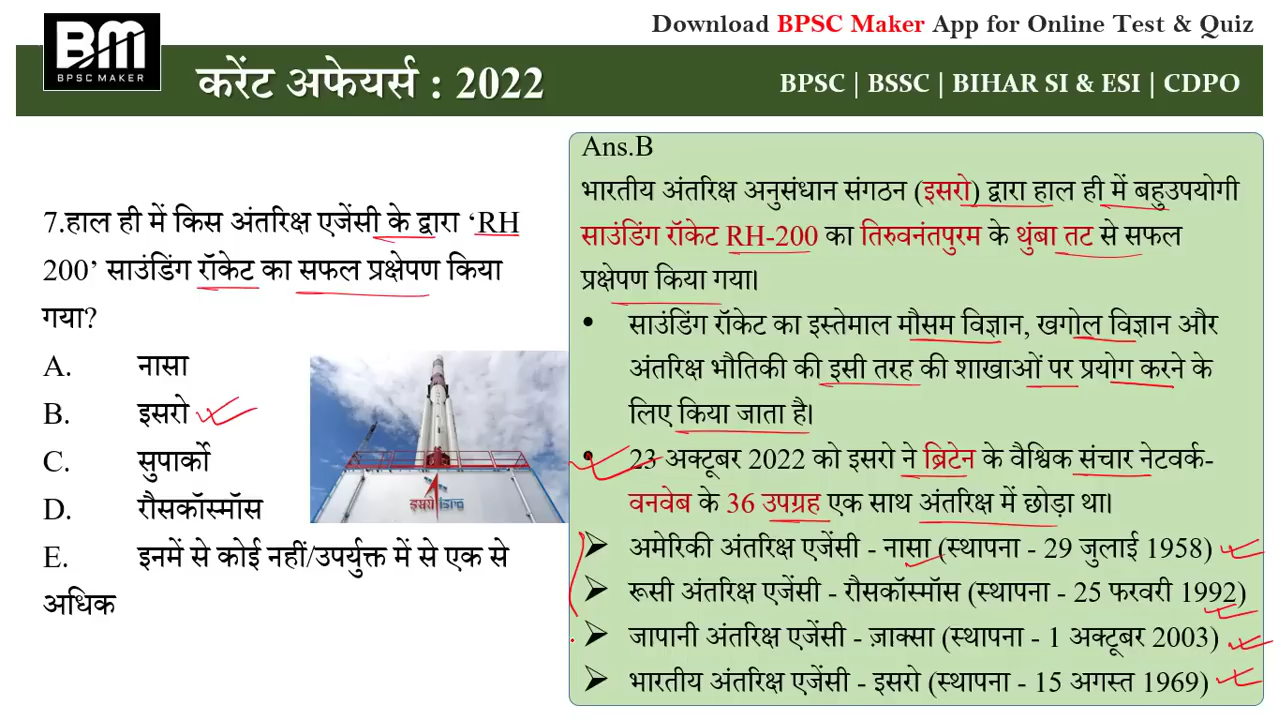 Download BPSC Maker App for Online Test & Quiz
BM
BPSC MAKER
करेंट अफेयर्स : 2022
BPSC | BSSC | BIHAR SI & ESI | CDPO
7.हाल ही में किस अंतरिक्ष एजेंसी के द्वारा ‘RH
200’ साउंडिंग रॉकेट का सफल प्रक्षेपण किया
गया?
A. नासा
B. इसरो
C. सुपार्को
D. रौसकॉस्मॉस
E. इनमें से कोई नहीं/उपर्युक्त में से एक से
अधिक
इसरो isro
Ans.B
भारतीय अंतरिक्ष अनुसंधान संगठन (इसरो) द्वारा हाल ही में बहुउपयोगी
साउंडिंग रॉकेट RH-200 का तिरुवनंतपुरम के थुंबा तट से सफल
प्रक्षेपण किया गया।
• साउंडिंग रॉकेट का इस्तेमाल मौसम विज्ञान, खगोल विज्ञान और
अंतरिक्ष भौतिकी की इसी तरह की शाखाओं पर प्रयोग करने के
लिए किया जाता है।
• 23 अक्टूबर 2022 को इसरो ने ब्रिटेन के वैश्विक संचार नेटवर्क-
वनवेब के 36 उपग्रह एक साथ अंतरिक्ष में छोड़ा था।
➢ अमेरिकी अंतरिक्ष एजेंसी - नासा (स्थापना - 29 जुलाई 1958)
➢ रूसी अंतरिक्ष एजेंसी - रौसकॉस्मॉस (स्थापना - 25 फरवरी 1992)
➢ जापानी अंतरिक्ष एजेंसी - ज़ाक्सा (स्थापना - 1 अक्टूबर 2003)
➢ भारतीय अंतरिक्ष एजेंसी - इसरो (स्थापना - 15 अगस्त 1969)